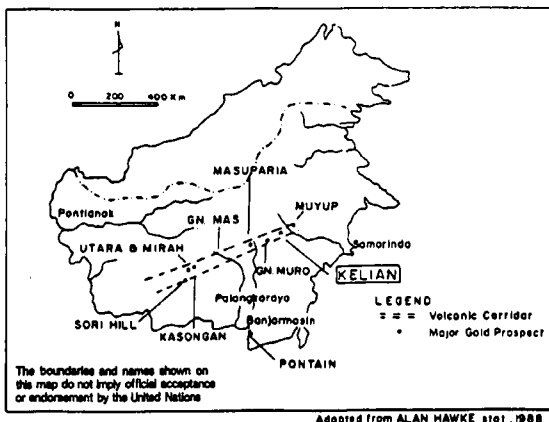 N
0 200 400 Km
MASUPARIA
Pontianak
GN. MAS
MUYUP
UTARA & MIRAH
Samarinda
GN. MURO
KELIAN
Palangkaraya
LEGEND
Volcanic Corridor
Major Gold Prospect
SORI HILL
Banjarmasin
KASONGAN
PONTAIN
The boundaries and names shown on
this map do not imply official acceptance
or endorsement by the United Nations
Adapted from ALAN HAWKE etal. 1988